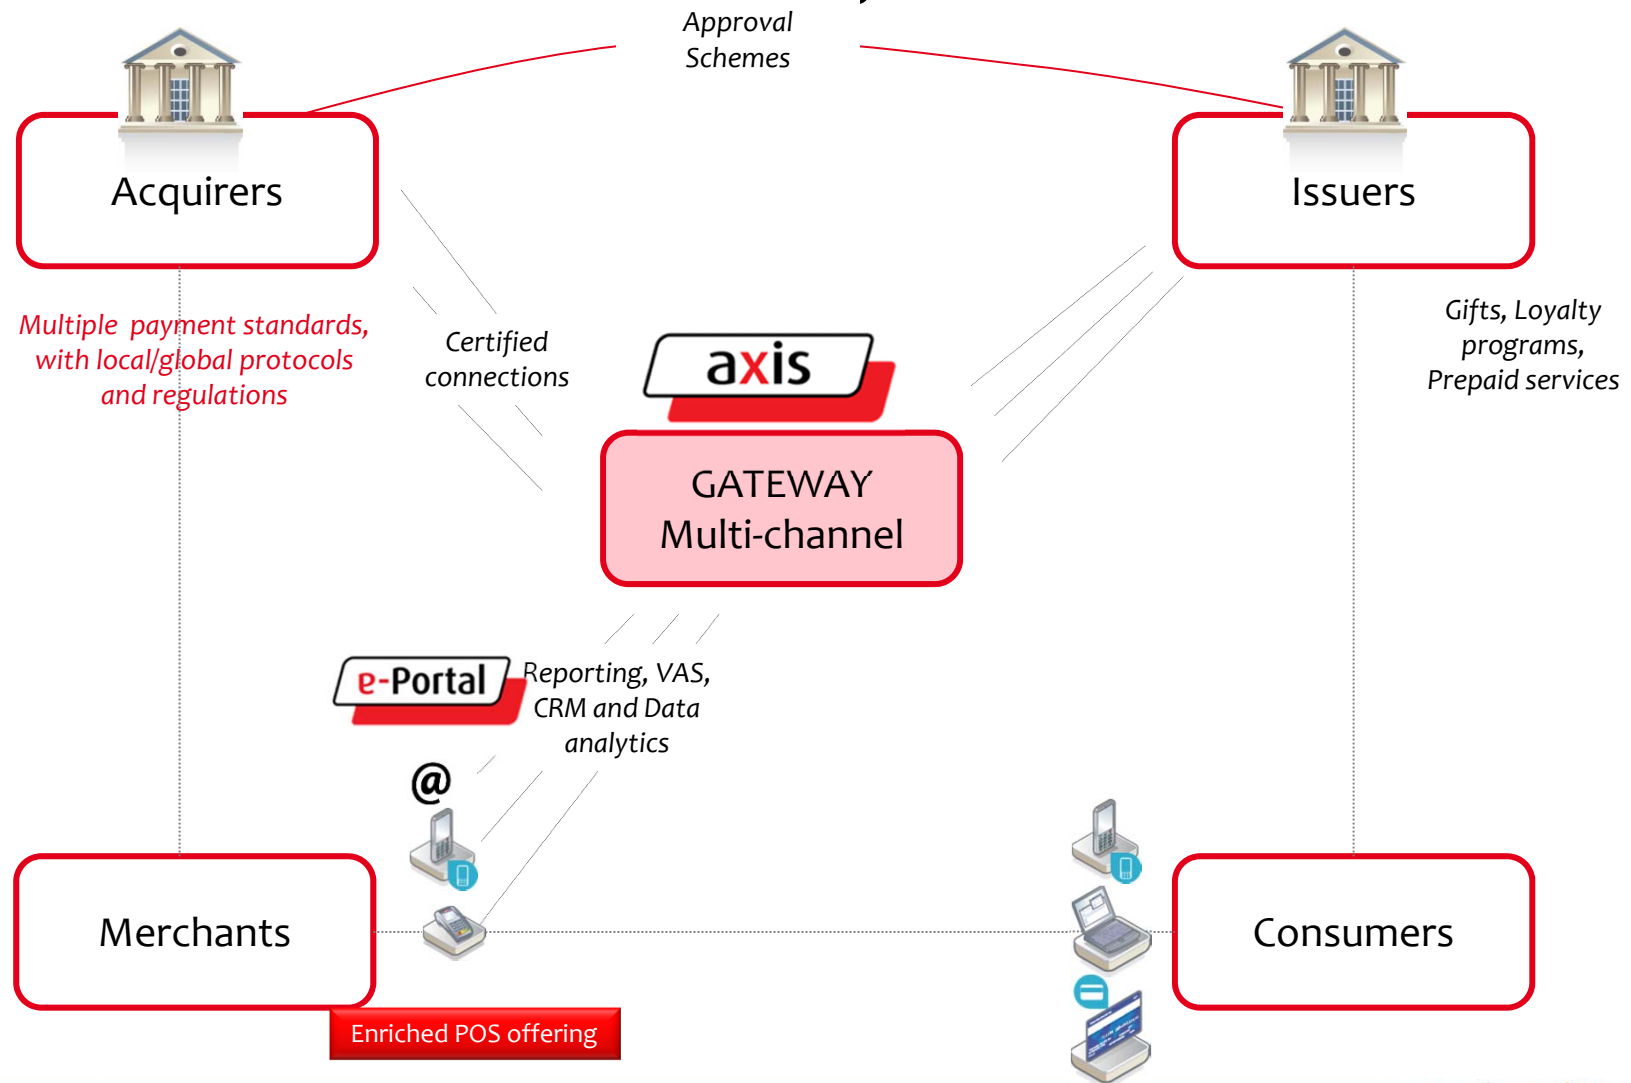 Approval
Schemes
Acquirers
Issuers
Multiple payment standards,
with local/global protocols
and regulations
Certified
connections
axis
Gifts, Loyalty
programs,
Prepaid services
GATEWAY
Multi-channel
e-Portal
Reporting, VAS,
CRM and Data
analytics
@
Merchants
Consumers
Enriched POS offering